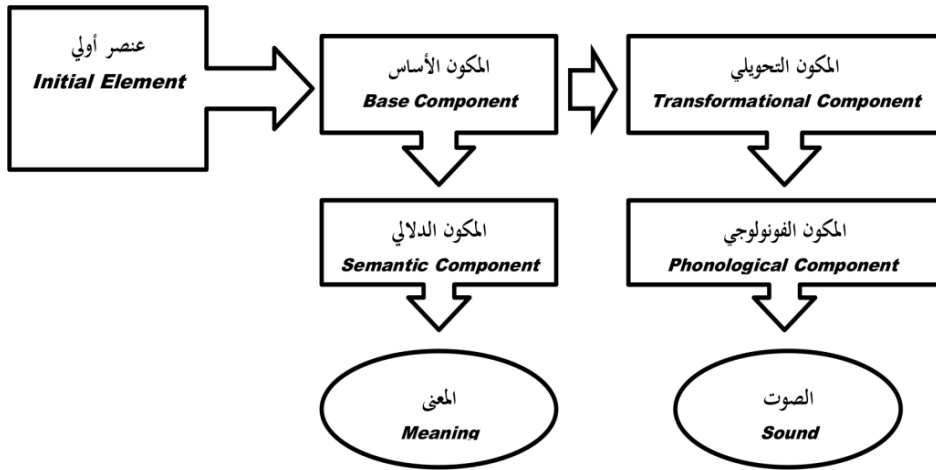 عنصر أولي
Initial Element
المكون الأساس
Base Component
المكون التحويلي
Transformational Component
المكون الدلالي
Semantic Component
المكون الفونولوجي
Phonological Component
المعنى
Meaning
الصوت
Sound